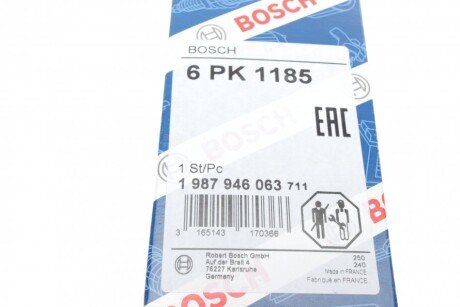 BOSCH
BOSCH
6 PK 1185
BOSCH
EAC
1 St/Pc
1 987 946 063 711
3 165143 170366
Robert Bosch GmbH
Auf der Breit 4
76227 Karlsruhe
Germany
250
240
Made in FRANCE
Fabriqué en FRANCE